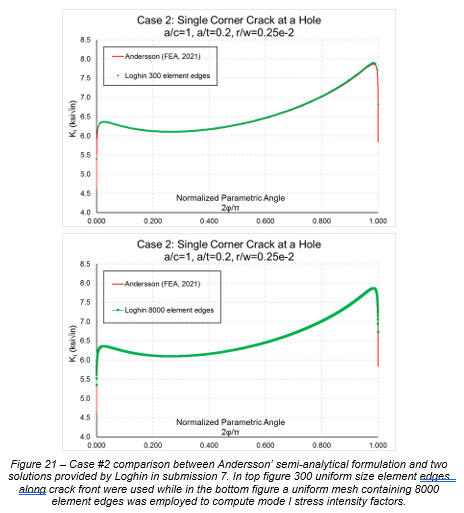 Case 2: Single Corner Crack at a Hole
a/c=1, a/t=0.2, r/w=0.25e-2
8.5
8.0
7.5
7.0
6.5
6.0
5.5
5.0
4.5
4.0
K_I (ksi√in)
Andersson (FEA, 2021)
Loghin 300 element edges
Normalized Parametric Angle
2φ/π
0.000 0.200 0.400 0.600 0.800 1.000
Case 2: Single Corner Crack at a Hole
a/c=1, a/t=0.2, r/w=0.25e-2
8.5
8.0
7.5
7.0
6.5
6.0
5.5
5.0
4.5
4.0
K_I (ksi√in)
Andersson (FEA, 2021)
Loghin 8000 element edges
Normalized Parametric Angle
2φ/π
0.000 0.200 0.400 0.600 0.800 1.000
Figure 21 – Case #2 comparison between Andersson' semi-analytical formulation and two
solutions provided by Loghin in submission 7. In top figure 300 uniform size element edges
along crack front were used while in the bottom figure a uniform mesh containing 8000
element edges was employed to compute mode I stress intensity factors.